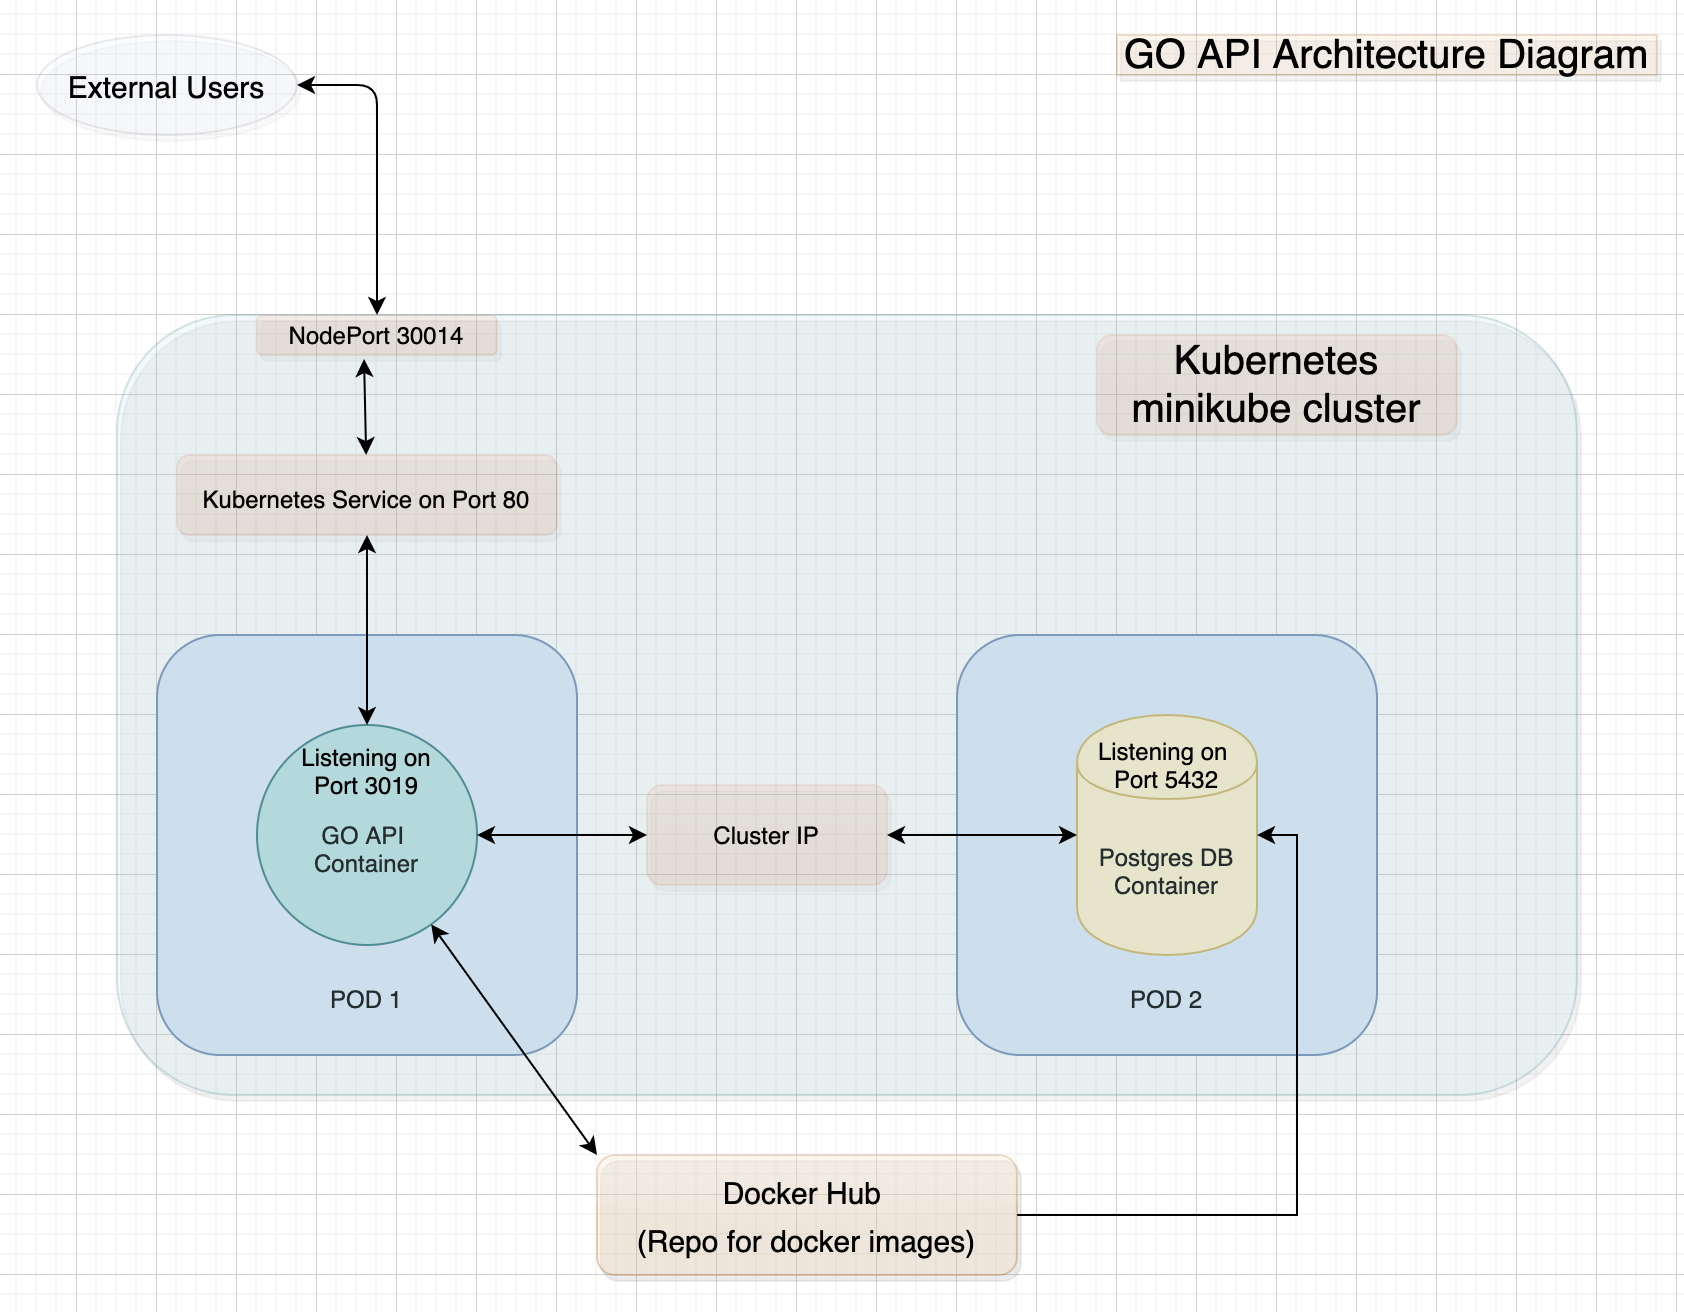 GO API Architecture Diagram
External Users
NodePort 30014
Kubernetes
minikube cluster
Kubernetes Service on Port 80
Listening on
Port 3019
GO API
Container
POD 1
Cluster IP
Listening on
Port 5432
Postgres DB
Container
POD 2
Docker Hub
(Repo for docker images)